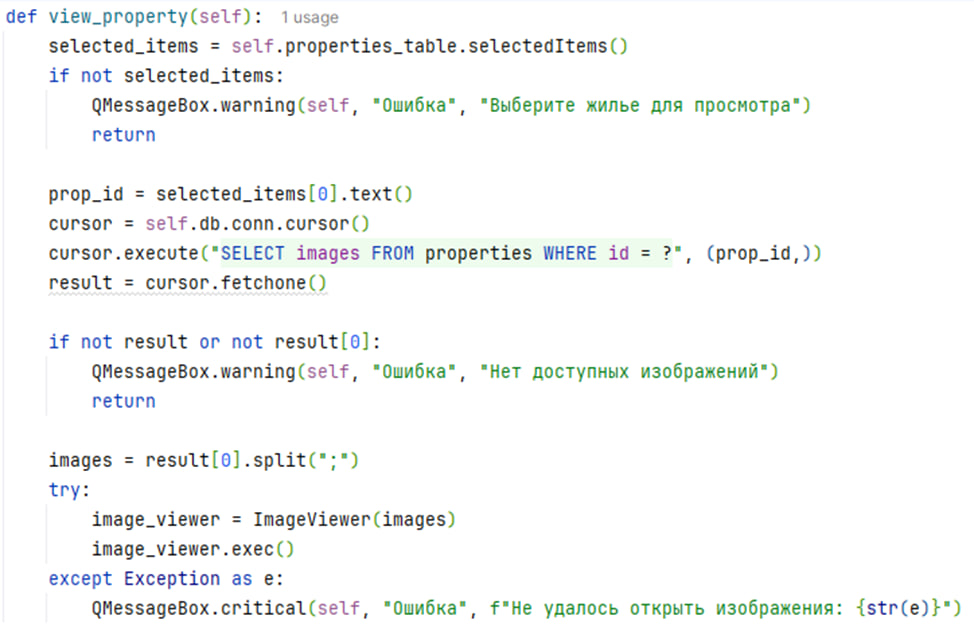 def view_property(self): 1 usage
    selected_items = self.properties_table.selectedItems()
    if not selected_items:
        QMessageBox.warning(self, "Ошибка", "Выберите жилье для просмотра")
        return

    prop_id = selected_items[0].text()
    cursor = self.db.conn.cursor()
    cursor.execute("SELECT images FROM properties WHERE id = ?", (prop_id,))
    result = cursor.fetchone()

    if not result or not result[0]:
        QMessageBox.warning(self, "Ошибка", "Нет доступных изображений")
        return

    images = result[0].split(";")
    try:
        image_viewer = ImageViewer(images)
        image_viewer.exec()
    except Exception as e:
        QMessageBox.critical(self, "Ошибка", f"Не удалось открыть изображения: {str(e)}")